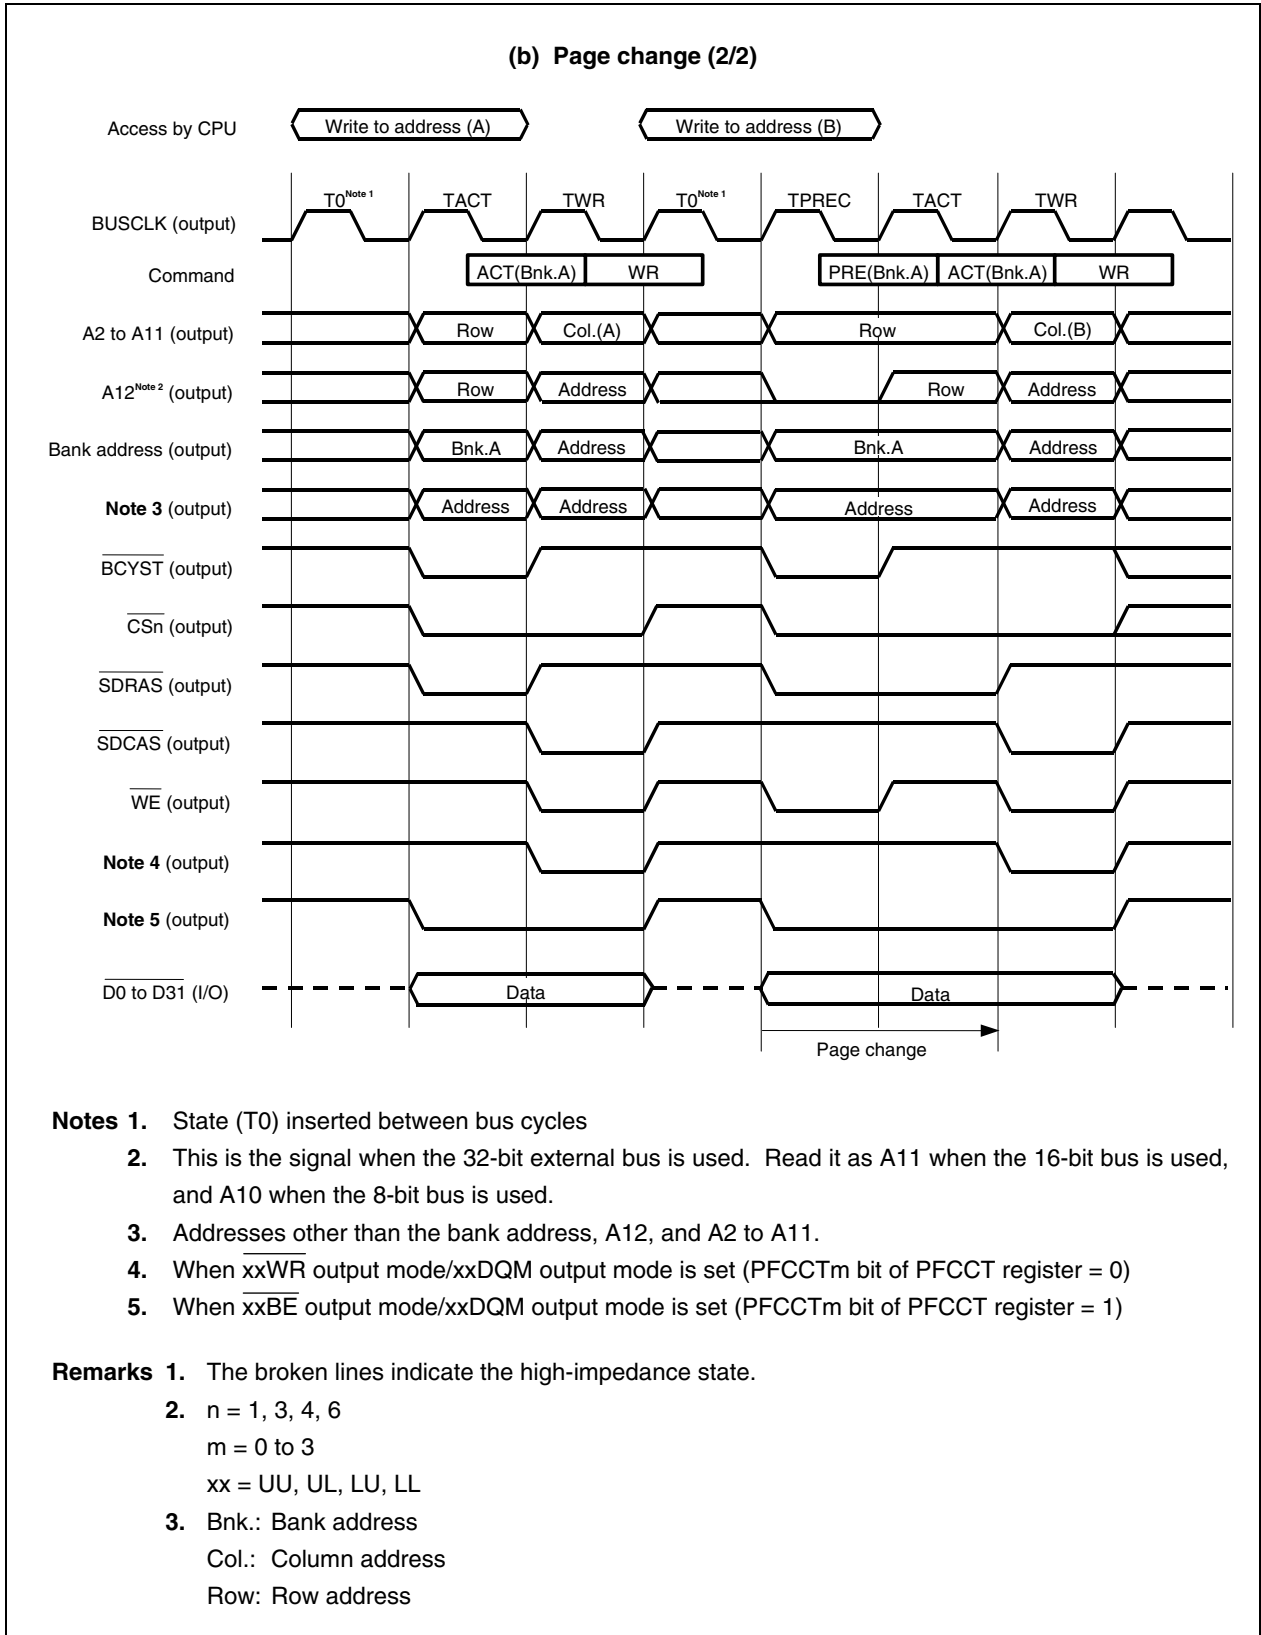 (b) Page change (2/2)
Access by CPU
Write to address (A)
Write to address (B)
T0Note 1
TACT
TWR
T0Note 1
TPREC
TACT
TWR
BUSCLK (output)
Command
ACT(Bnk.A)
WR
PRE(Bnk.A)
ACT(Bnk.A)
WR
A2 to A11 (output)
Row
Col.(A)
Row
Col.(B)
A12Note 2 (output)
Row
Address
Row
Address
Bank address (output)
Bnk.A
Address
Bnk.A
Address
Note 3 (output)
Address
Address
Address
Address
BCYST (output)
CSn (output)
SDRAS (output)
SDCAS (output)
WE (output)
Note 4 (output)
Note 5 (output)
D0 to D31 (I/O)
Data
Data
Page change
Notes 1. State (T0) inserted between bus cycles
2. This is the signal when the 32-bit external bus is used. Read it as A11 when the 16-bit bus is used,
and A10 when the 8-bit bus is used.
3. Addresses other than the bank address, A12, and A2 to A11.
4. When xxWR output mode/xxDQM output mode is set (PFCCTm bit of PFCCT register = 0)
5. When xxBE output mode/xxDQM output mode is set (PFCCTm bit of PFCCT register = 1)
Remarks 1. The broken lines indicate the high-impedance state.
2. n = 1, 3, 4, 6
m = 0 to 3
xx = UU, UL, LU, LL
3. Bnk.: Bank address
Col.: Column address
Row: Row address